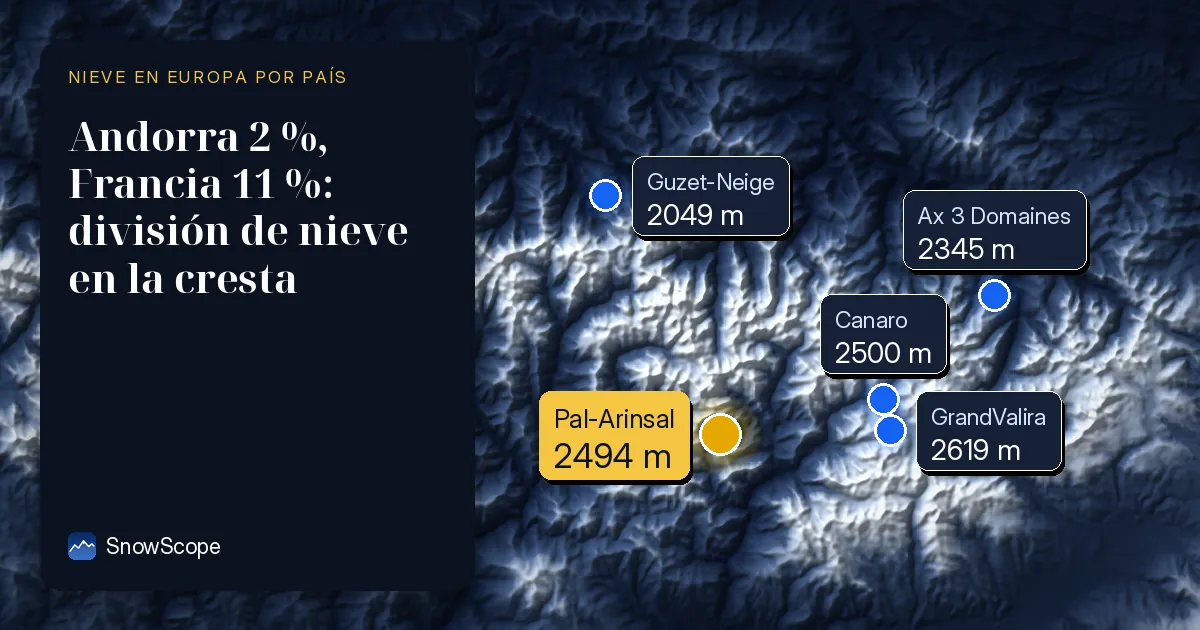 NIEVE EN EUROPA POR PAÍS
Andorra 2 %,
Francia 11 %:
división de nieve
en la cresta
Guzet-Neige
2049 m
Ax 3 Domaines
2345 m
Canaro
2500 m
Pal-Arinsal
2494 m
GrandValira
2619 m
SnowScope